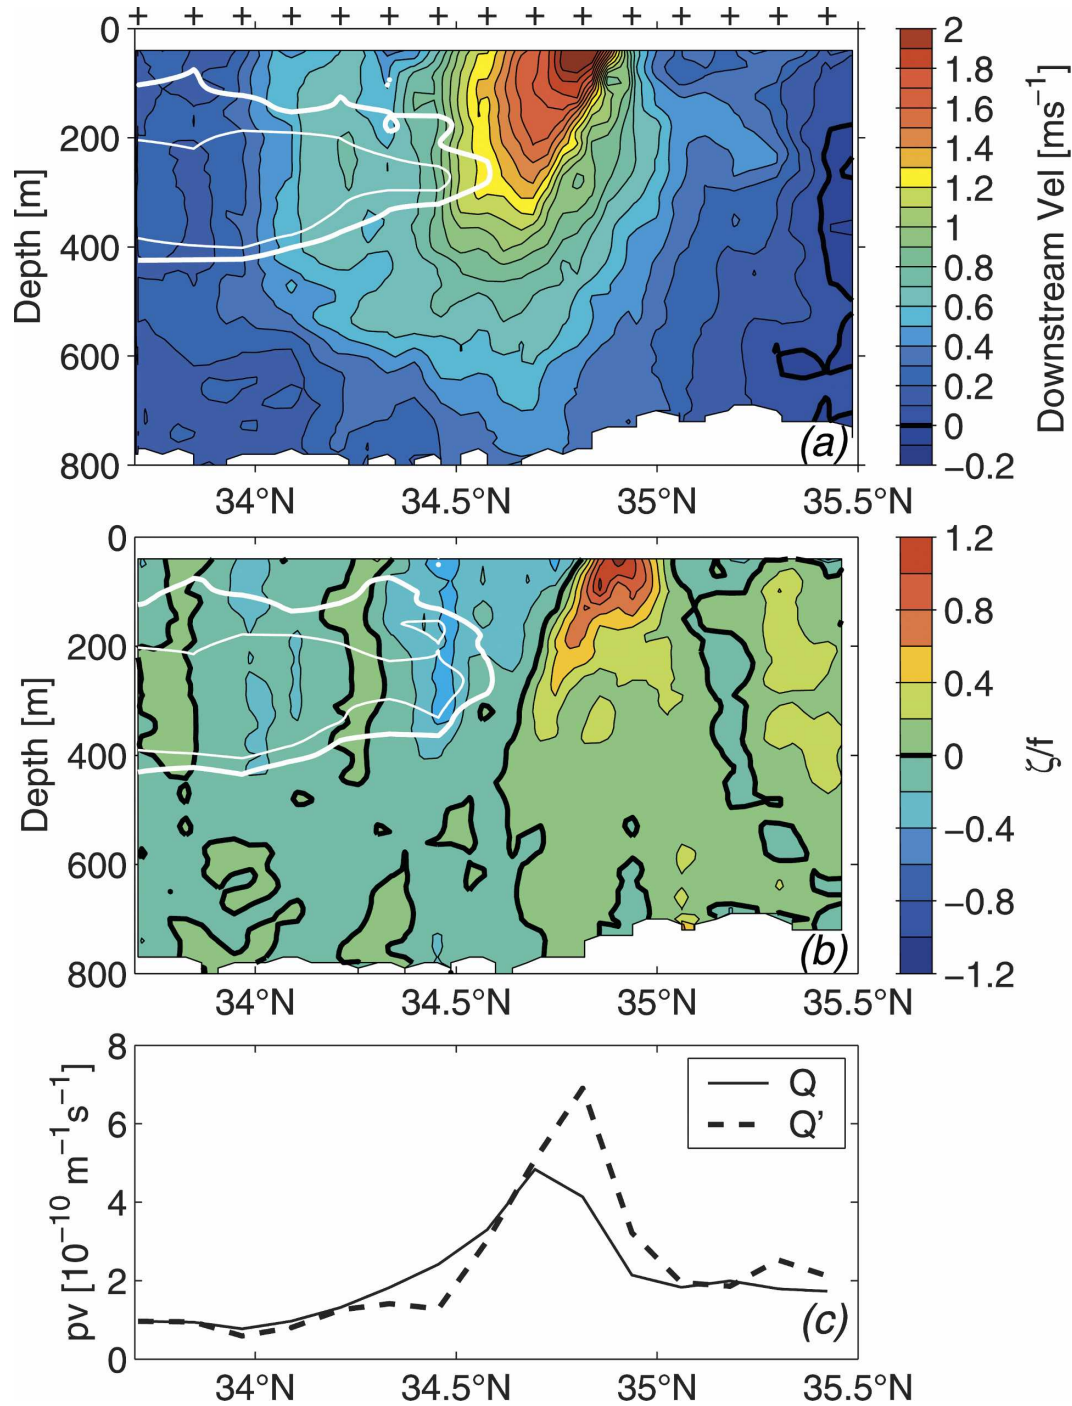 + + + + + + + + + + + + + + +
0
200
400
600
800
Depth [m]
34°N 34.5°N 35°N 35.5°N
(a)
2
1.8
1.6
1.4
1.2
1
0.8
0.6
0.4
0.2
0
−0.2
Downstream Vel [ms⁻¹]
0
200
400
600
800
Depth [m]
34°N 34.5°N 35°N 35.5°N
(b)
1.2
0.8
0.4
0
−0.4
−0.8
−1.2
ζ/f
8
6
4
2
0
pv [10⁻¹⁰ m⁻¹s⁻¹]
Q
Q’
(c)
34°N 34.5°N 35°N 35.5°N